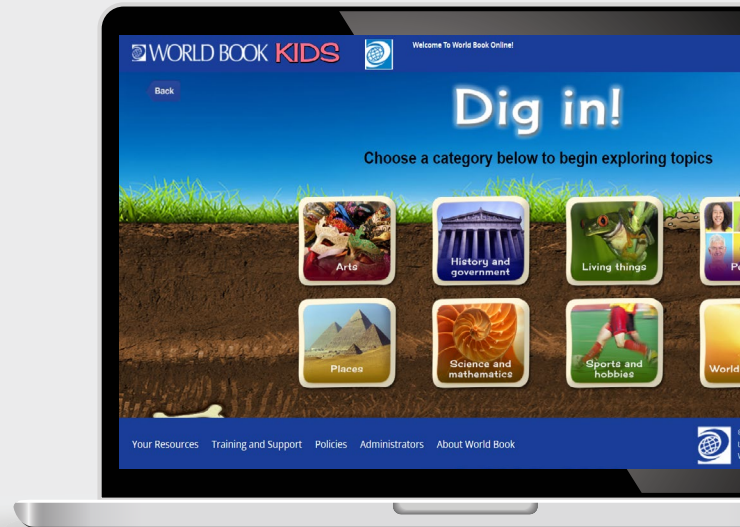 WORLD BOOK KIDS
Welcome To World Book Online!
Back
Dig in!
Choose a category below to begin exploring topics
Arts
History and
government
Living things
Places
Science and
mathematics
Sports and
hobbies
World
Your Resources Training and Support Policies Administrators About World Book